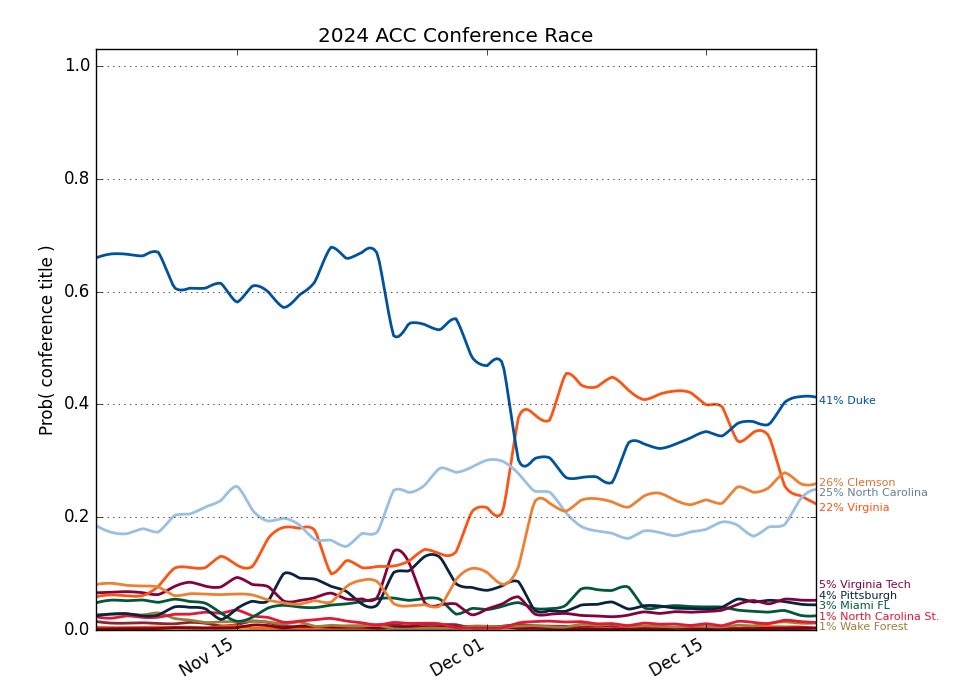 2024 ACC Conference Race
Prob( conference title )
1.0
0.8
0.6
0.4
0.2
0.0
Nov 15
Dec 01
Dec 15
41% Duke
26% Clemson
25% North Carolina
22% Virginia
5% Virginia Tech
4% Pittsburgh
3% Miami FL
1% North Carolina St.
1% Wake Forest